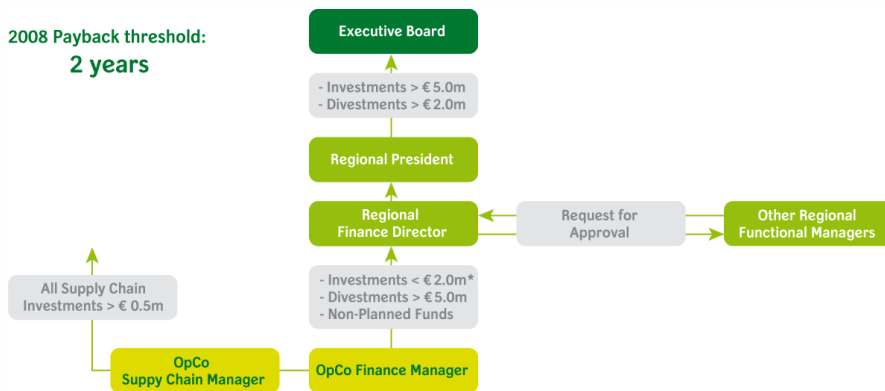 2008 Payback threshold:
2 years
Executive Board
- Investments > € 5.0m
- Divestments > € 2.0m
Regional President
Regional
Finance Director
Request for
Approval
Other Regional
Functional Managers
All Supply Chain
Investments > € 0.5m
- Investments < € 2.0m*
- Divestments > € 5.0m
- Non-Planned Funds
OpCo
Suppy Chain Manager
OpCo Finance Manager